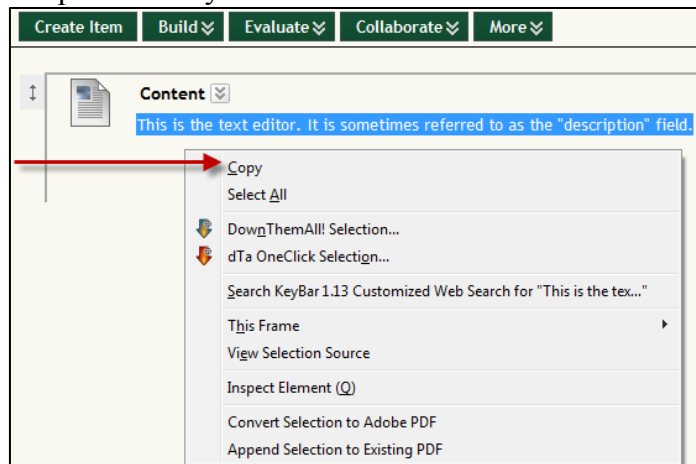 Create Item Build Evaluate Collaborate More
Content
This is the text editor. It is sometimes referred to as the "description" field.
Copy
Select All
DownThemAll! Selection...
dTa OneClick Selection...
Search KeyBar 1.13 Customized Web Search for "This is the tex..."
This Frame
View Selection Source
Inspect Element (Q)
Convert Selection to Adobe PDF
Append Selection to Existing PDF